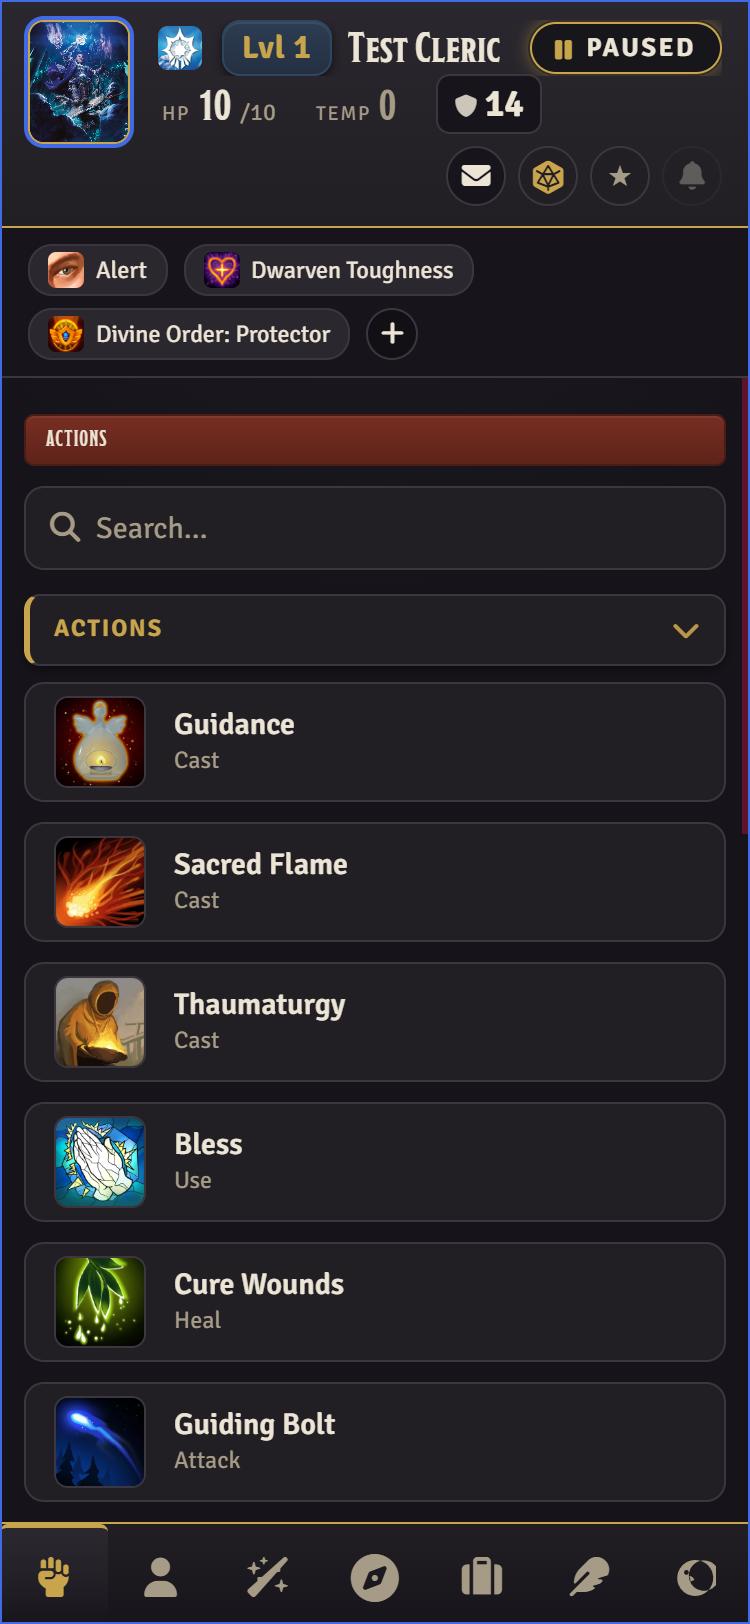 Lvl 1 Test Cleric PAUSED
HP 10 /10 TEMP 0 14
Alert Dwarven Toughness
Divine Order: Protector
ACTIONS
Search...
ACTIONS
Guidance
Cast
Sacred Flame
Cast
Thaumaturgy
Cast
Bless
Use
Cure Wounds
Heal
Guiding Bolt
Attack